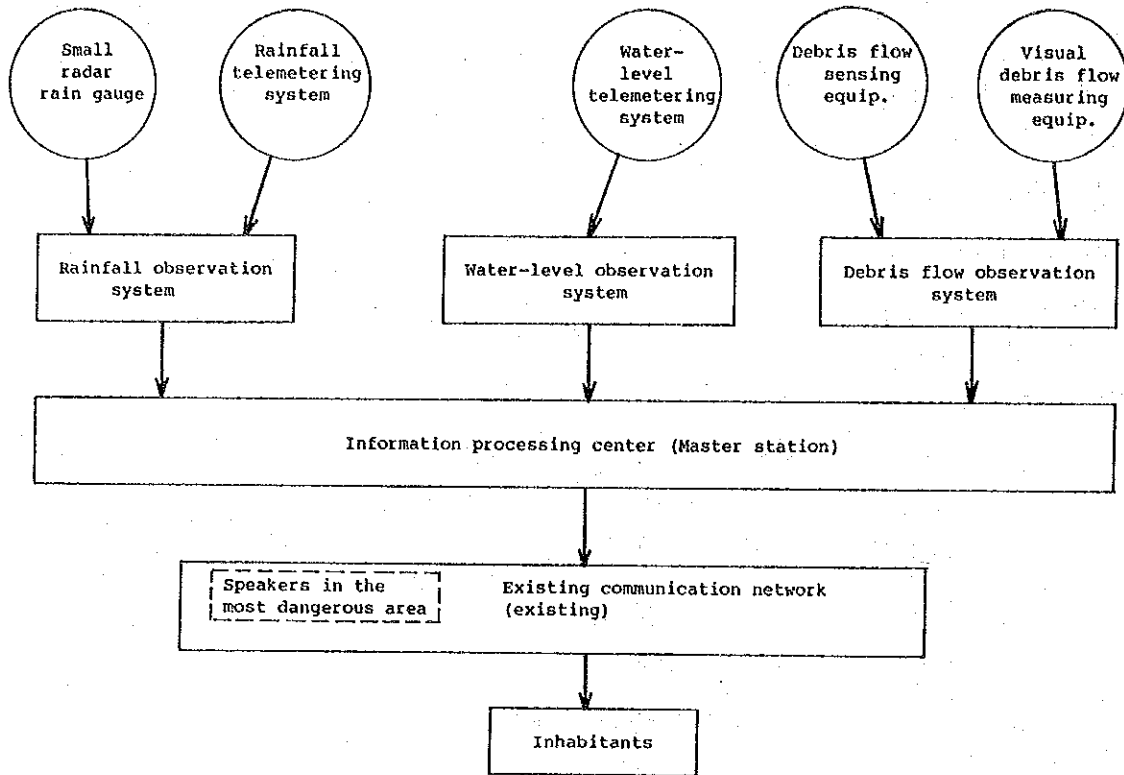 Small
radar
rain gauge
Rainfall
telemetering
system
Water-
level
telemetering
system
Debris flow
sensing
equip.
Visual
debris flow
measuring
equip.
Rainfall observation
system
Water-level observation
system
Debris flow observation
system
Information processing center (Master station)
Speakers in the
most dangerous area
Existing communication network
(existing)
Inhabitants